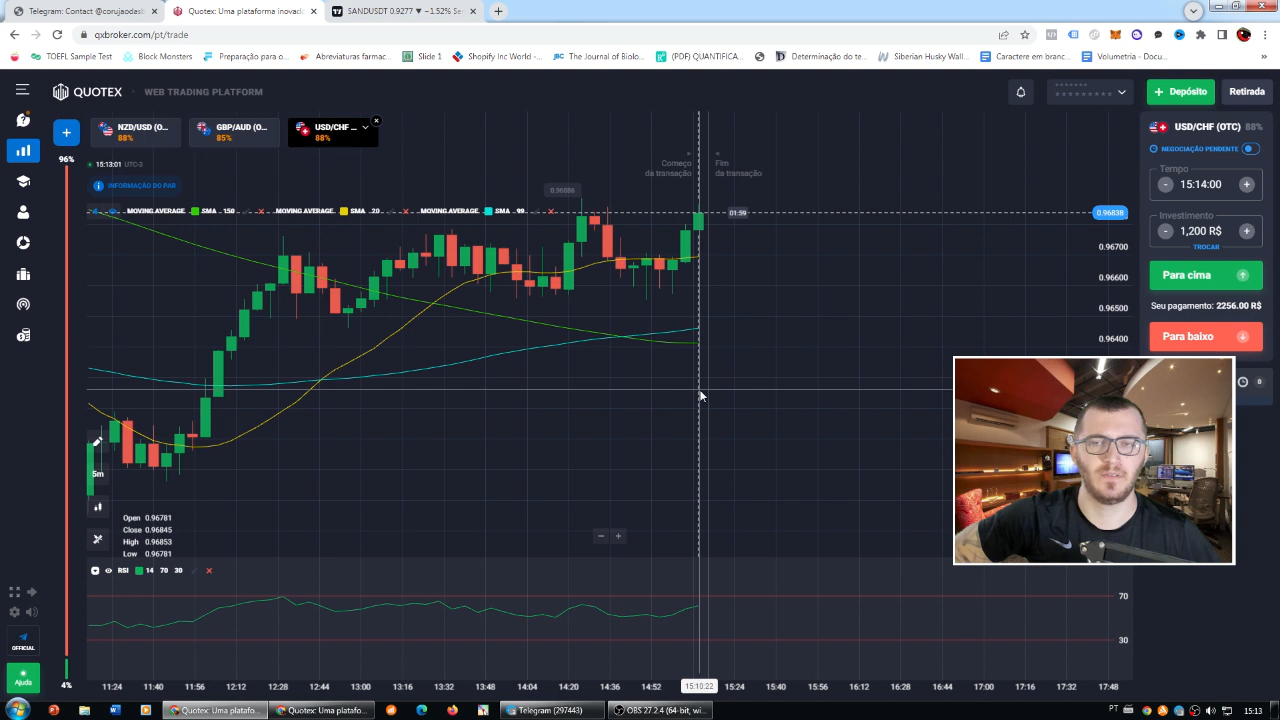 Telegram: Contact @corujaodasb
Quotex: Uma plataforma inovado
SANDUSDT 0.9277 ▼ −1.52% Se
qxbroker.com/pt/trade
TOEFL Sample Test
Block Monsters
Preparação para o...
Abreviaturas farmac...
Slide 1
Shopify Inc World -...
The Journal of Biolo...
(PDF) QUANTIFICA...
Determinação do te...
Siberian Husky Wall...
Caractere em branc...
Volumetria - Docu...
QUOTEX
WEB TRADING PLATFORM
Depósito
Retirada
NZD/USD (O...
88%
GBP/AUD (O...
85%
USD/CHF ...
88%
USD/CHF (OTC) 88%
NEGOCIAÇÃO PENDENTE
96%
15:13:01 UTC-3
Começo
da transação
Fim
da transação
INFORMAÇÃO DO PAR
0.96886
MOVING AVERAGE SMA 150
MOVING AVERAGE SMA 20
MOVING AVERAGE SMA 99
01:59
0.96838
0.96700
0.96600
0.96500
0.96400
Tempo
- 15:14:00 +
Investimento
- 1,200 R$ +
TROCAR
Para cima
Seu pagamento: 2256.00 R$
Para baixo
0
5m
Open 0.96781
Close 0.96845
High 0.96853
Low 0.96781
RSI 14 70 30
70
30
OFFICIAL
Ajuda
4%
11:24 11:40 11:56 12:12 12:28 12:44 13:00 13:16 13:32 13:48 14:04 14:20 14:36 14:52 15:10:22 15:24 15:40 15:56 16:12 16:28 16:44 17:00 17:16 17:32 17:48
Quotex: Uma platafo...
Quotex: Uma platafo...
Telegram (297443)
OBS 27.2.4 (64-bit, wi...
PT
15:13